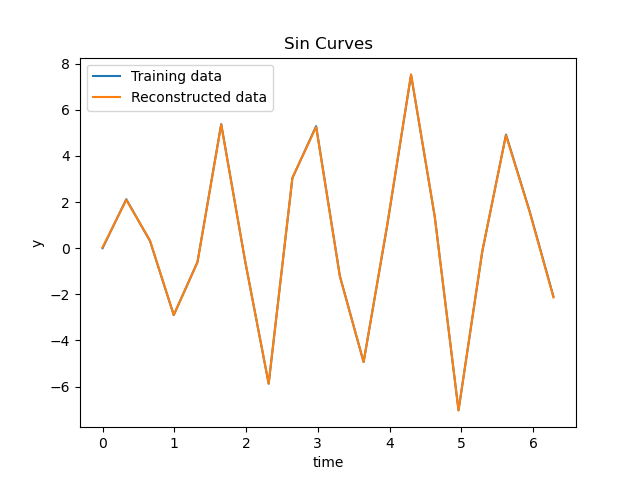 Sin Curves
Training data
Reconstructed data
8
6
4
2
0
−2
−4
−6
y
0 1 2 3 4 5 6
time